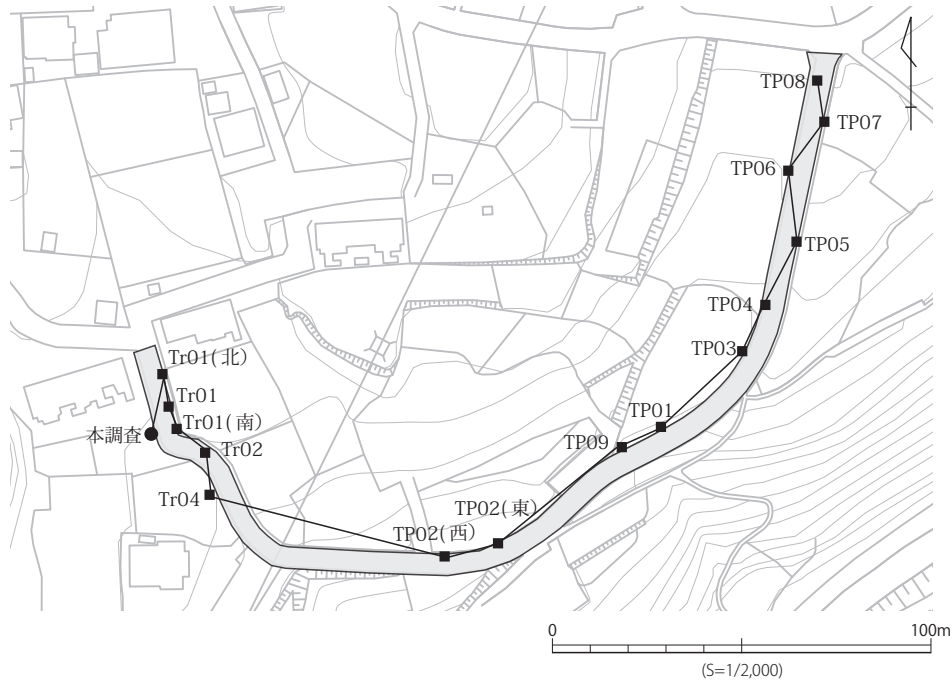 TP08
TP07
TP06
TP05
TP04
TP03
Tr01(北)
Tr01
Tr01(南)
本調査
Tr02
TP01
TP09
Tr04
TP02(東)
TP02(西)
0
100m
(S=1/2,000)